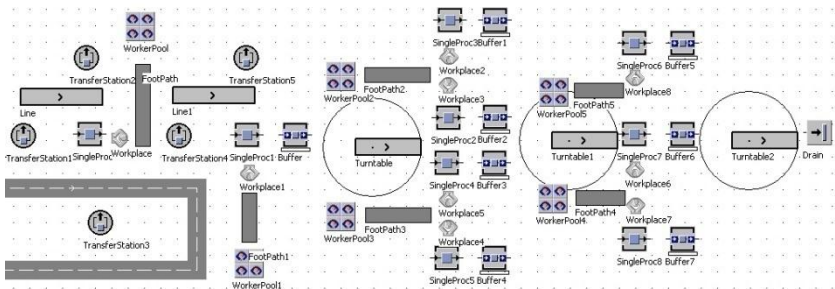 WorkerPool
TransferStation2
FootPath
TransferStation5
Line
Line1
TransferStation1
SingleProc
Workplace
TransferStation4
SingleProc1
Buffer
Workplace1
TransferStation3
FootPath1
WorkerPool1
SingleProc3
Buffer1
Workplace2
FootPath2
WorkerPool2
Workplace3
SingleProc2
Buffer2
Turntable
SingleProc4
Buffer3
Workplace5
FootPath3
WorkerPool3
Workplace4
SingleProc5
Buffer4
SingleProc6
Buffer5
Workplace8
FootPath5
WorkerPool5
Turntable1
SingleProc7
Buffer6
Workplace6
FootPath4
WorkerPool4
Workplace7
SingleProc8
Buffer7
Turntable2
Drain